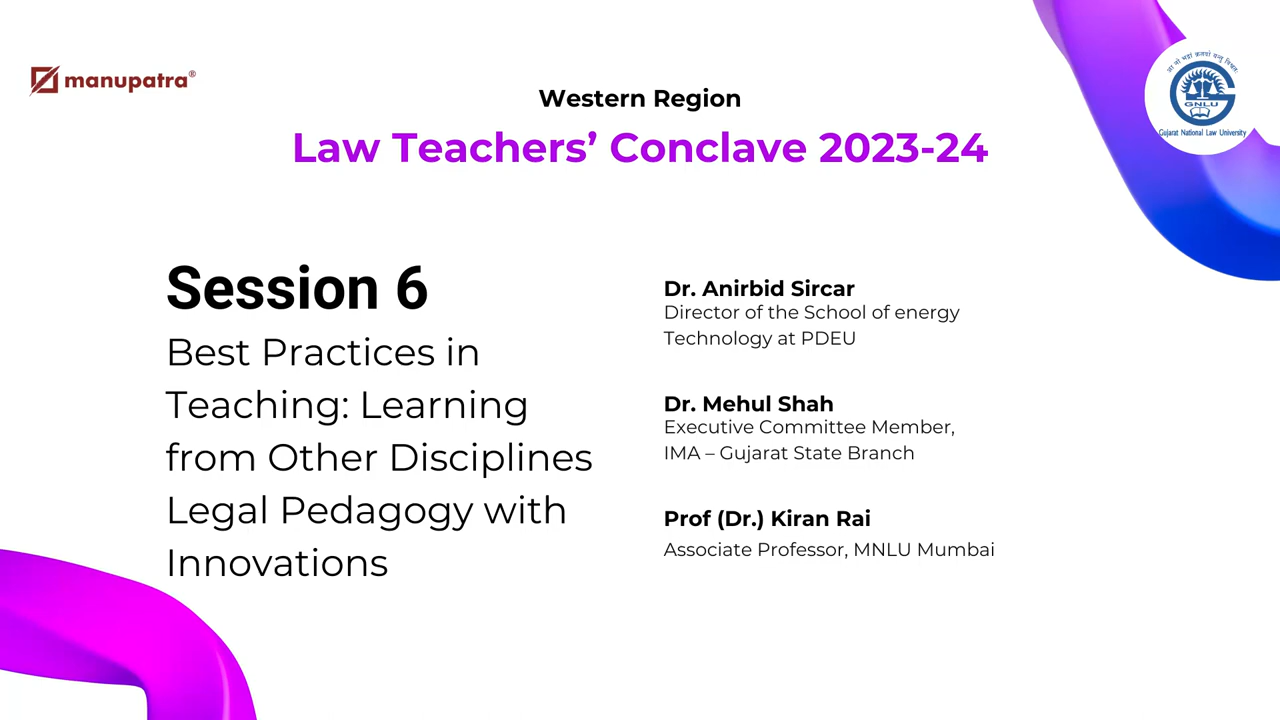 manupatra®
Western Region
Law Teachers’ Conclave 2023-24
GNLU
Gujarat National Law University
Session 6
Best Practices in
Teaching: Learning
from Other Disciplines
Legal Pedagogy with
Innovations
Dr. Anirbid Sircar
Director of the School of energy
Technology at PDEU
Dr. Mehul Shah
Executive Committee Member,
IMA – Gujarat State Branch
Prof (Dr.) Kiran Rai
Associate Professor, MNLU Mumbai